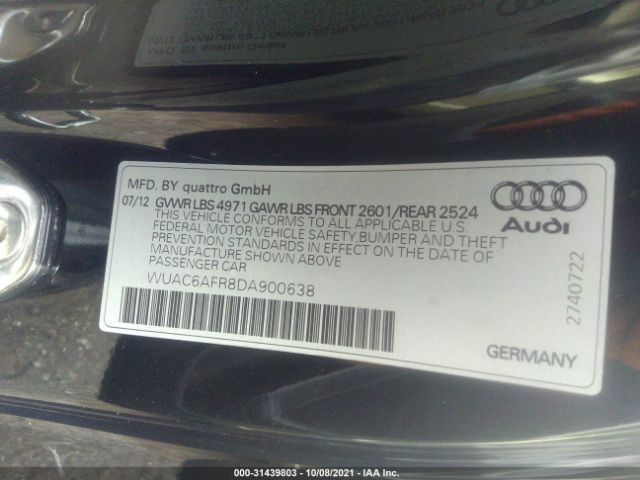 MFD. BY quattro GmbH
07/12 GVWR LBS 4971 GAWR LBS FRONT 2601/REAR 2524
THIS VEHICLE CONFORMS TO ALL APPLICABLE U.S
FEDERAL MOTOR VEHICLE SAFETY, BUMPER AND THEFT
PREVENTION STANDARDS IN EFFECT ON THE DATE OF
MANUFACTURE SHOWN ABOVE.
PASSENGER CAR
WUAC6AFR8DA900638
Audi
2740722
GERMANY
000-31439803 - 10/08/2021 - IAA Inc.